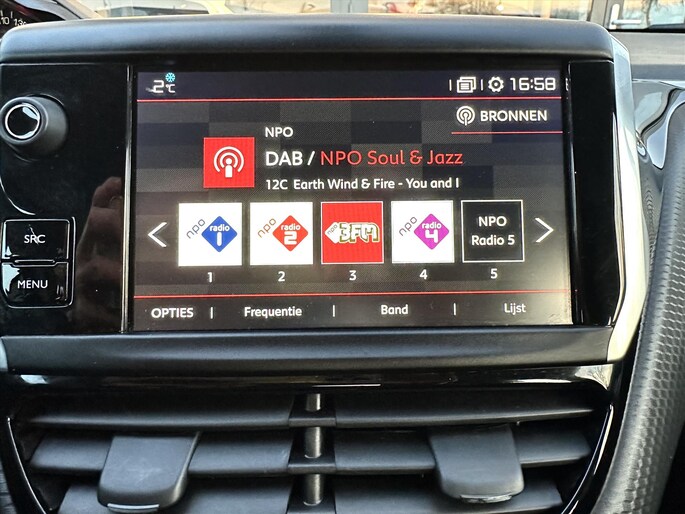 10 130
2°C
16:58
BRONNEN
NPO
DAB / NPO Soul & Jazz
12C Earth Wind & Fire - You and I
npo radio 1
npo radio 2
3FM
npo radio 4
NPO Radio 5
1 2 3 4 5
SRC
MENU
OPTIES | Frequentie | Band | Lijst